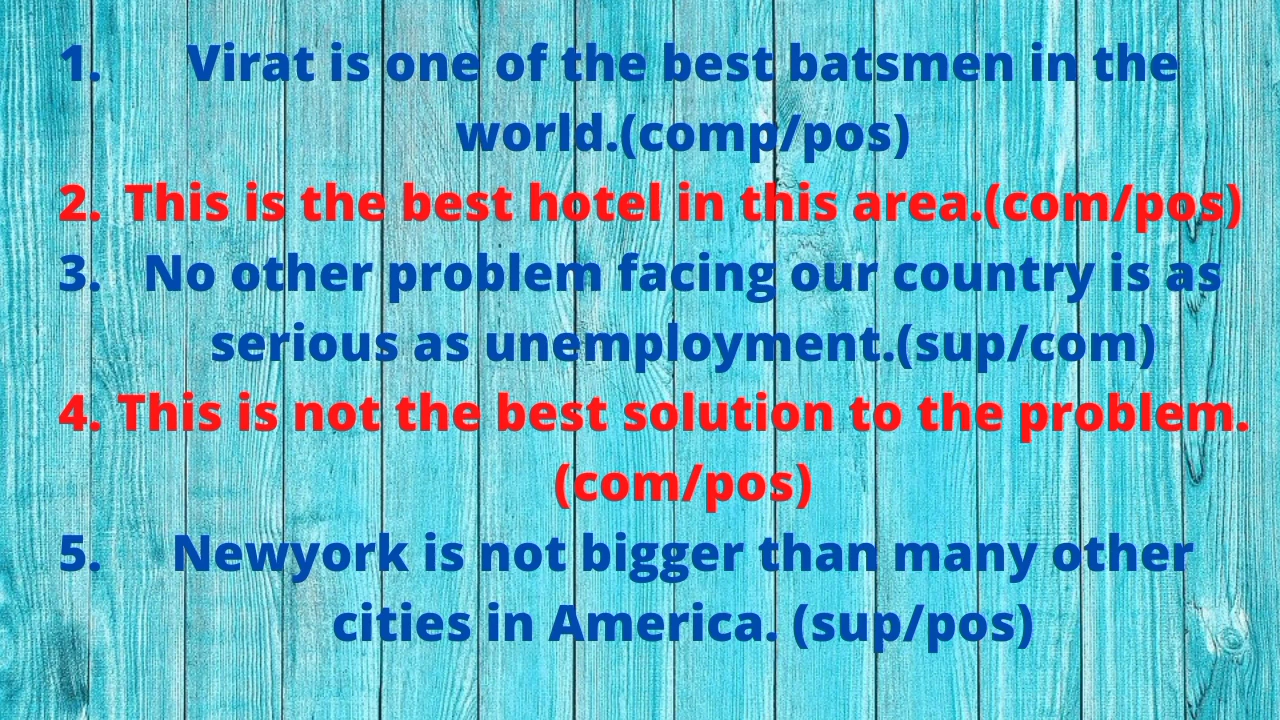 1. Virat is one of the best batsmen in the
world.(comp/pos)
2. This is the best hotel in this area.(com/pos)
3. No other problem facing our country is as
serious as unemployment.(sup/com)
4. This is not the best solution to the problem.
(com/pos)
5. Newyork is not bigger than many other
cities in America. (sup/pos)